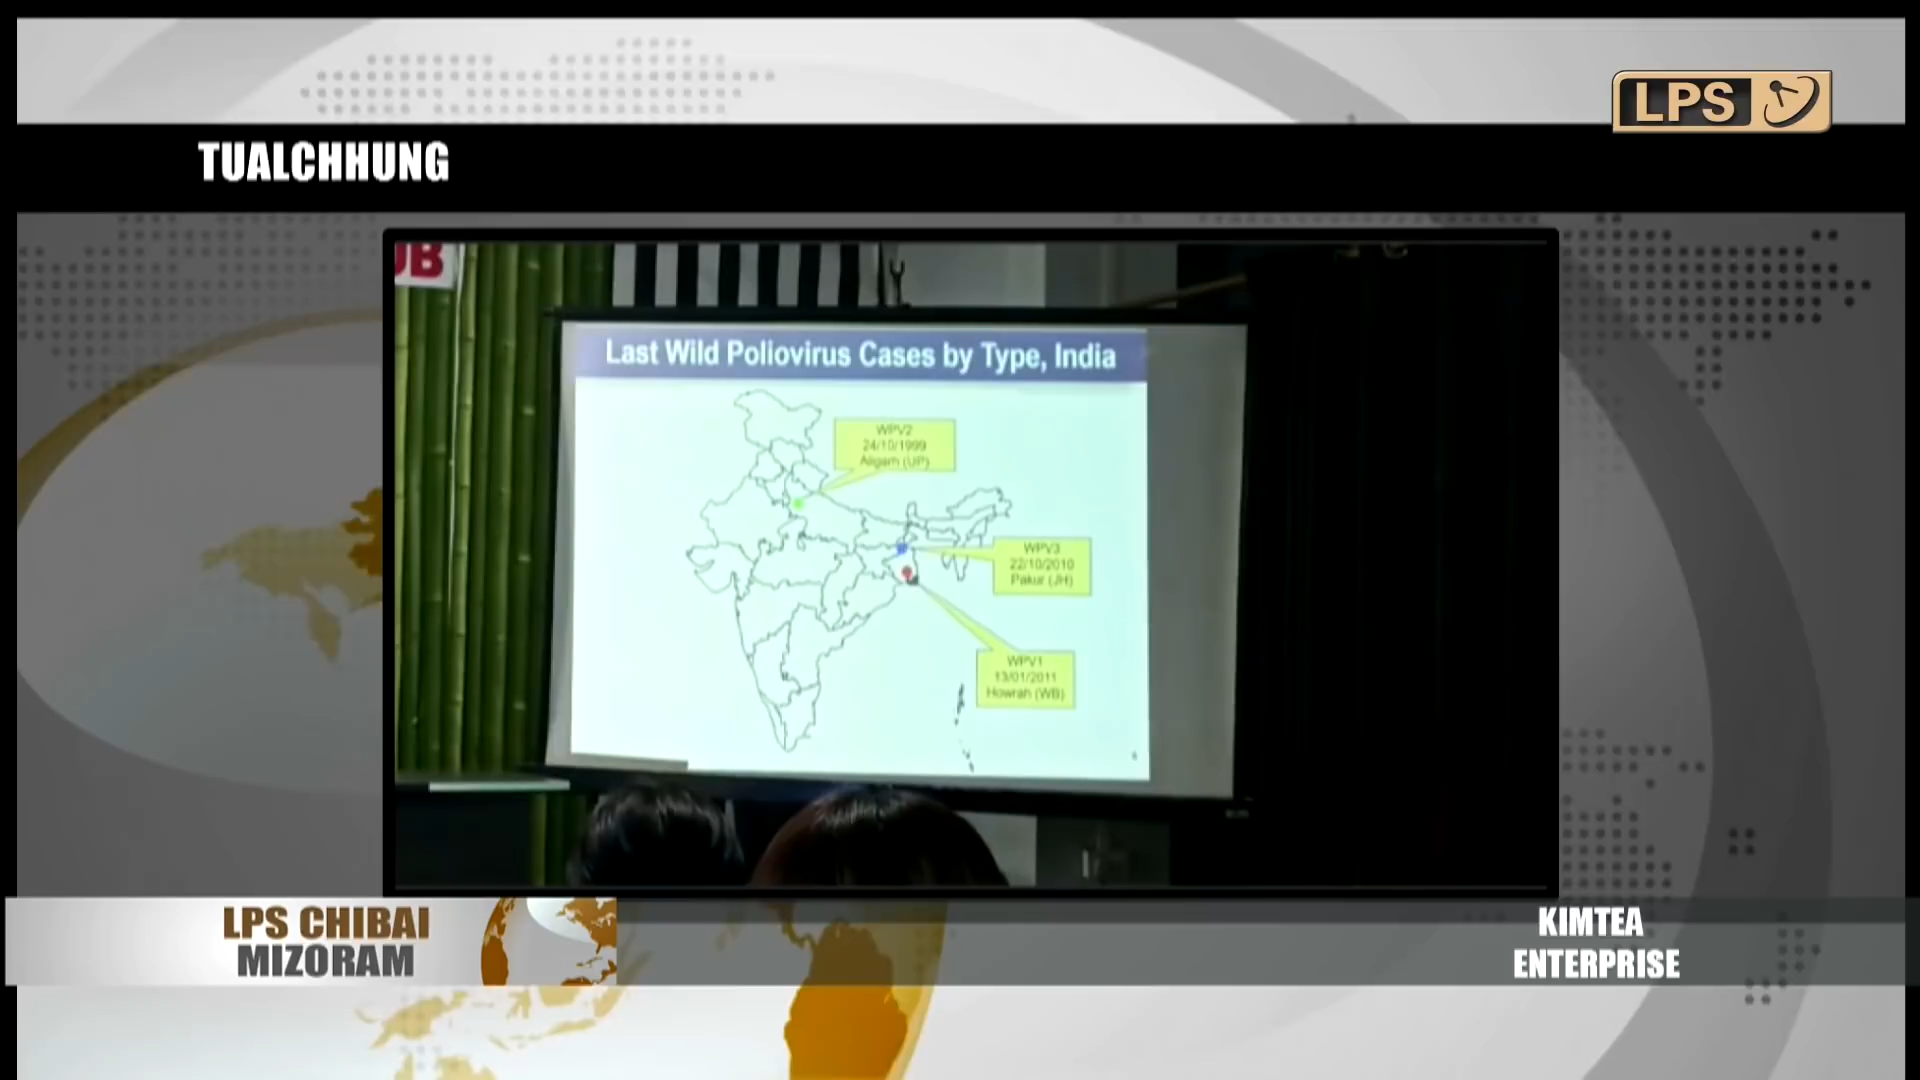 LPS
TUALCHHUNG
UB
Last Wild Poliovirus Cases by Type, India
WPV2
24/10/1999
Aligarh (UP)
WPV3
22/10/2010
Pakur (JH)
WPV1
13/01/2011
Howrah (WB)
LPS CHIBAI
MIZORAM
KIMTEA
ENTERPRISE